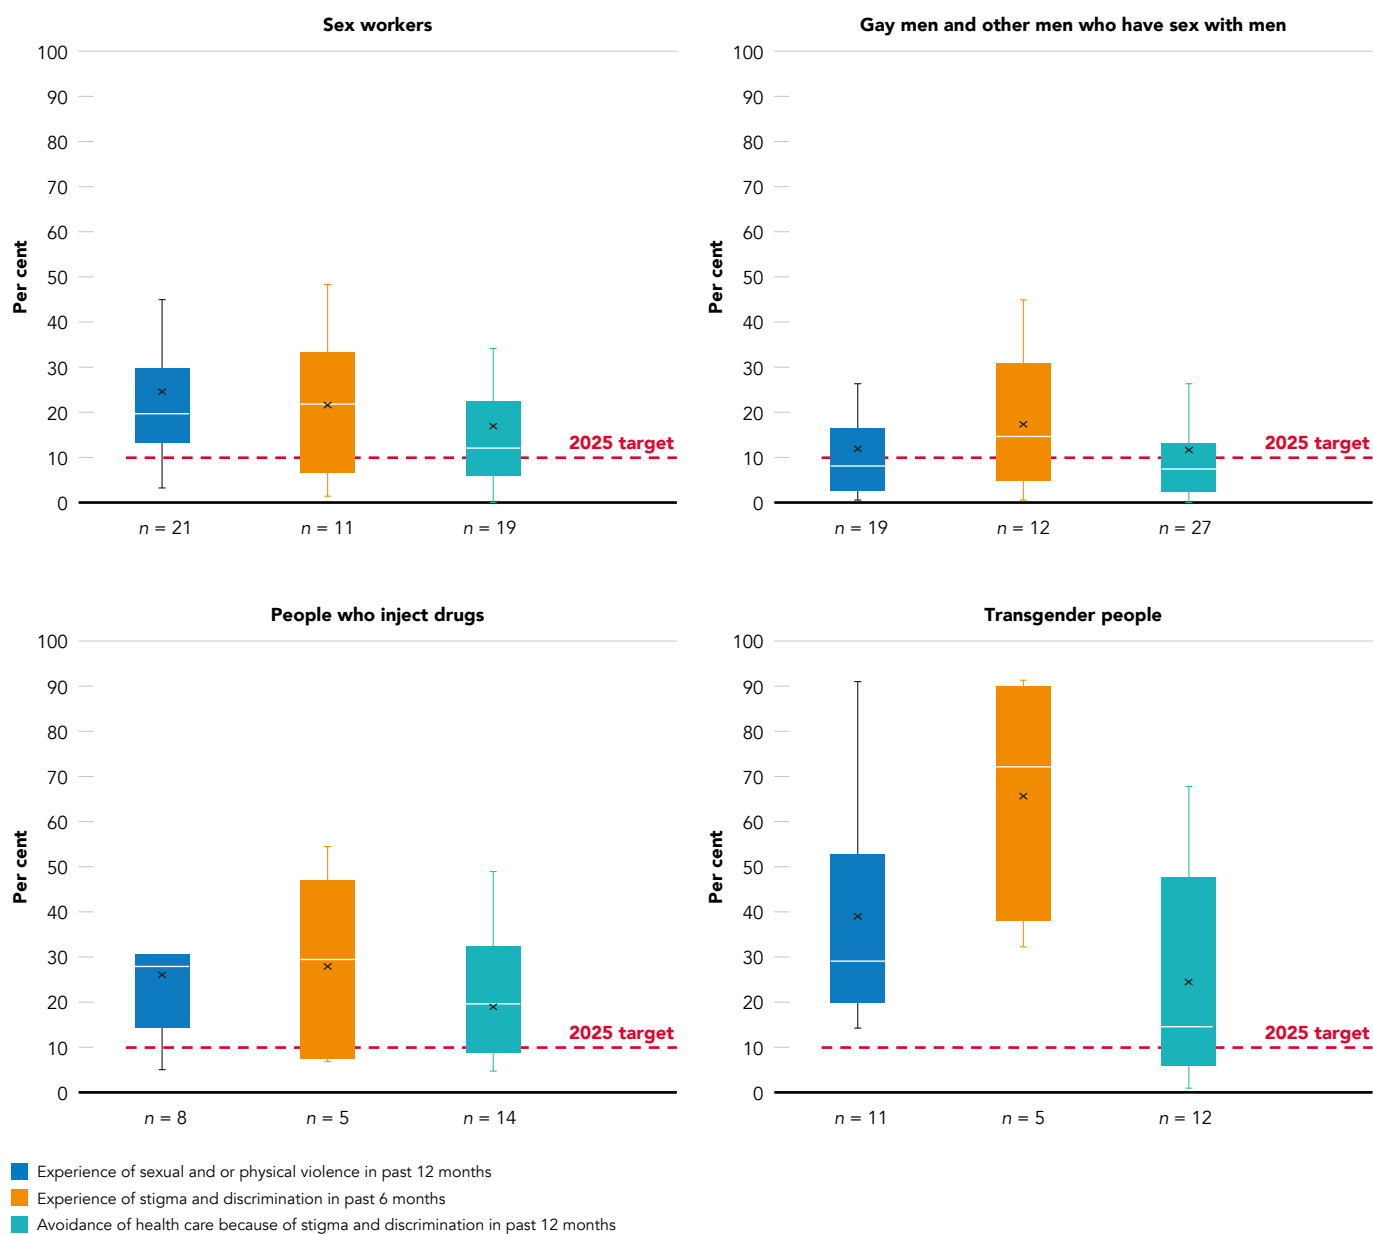 Sex workers
100
90
80
70
60
50
40
30
20
10
0
Per cent
2025 target
n = 21
n = 11
n = 19
Gay men and other men who have sex with men
100
90
80
70
60
50
40
30
20
10
0
Per cent
2025 target
n = 19
n = 12
n = 27
People who inject drugs
100
90
80
70
60
50
40
30
20
10
0
Per cent
2025 target
n = 8
n = 5
n = 14
Transgender people
100
90
80
70
60
50
40
30
20
10
0
Per cent
2025 target
n = 11
n = 5
n = 12
Experience of sexual and or physical violence in past 12 months
Experience of stigma and discrimination in past 6 months
Avoidance of health care because of stigma and discrimination in past 12 months